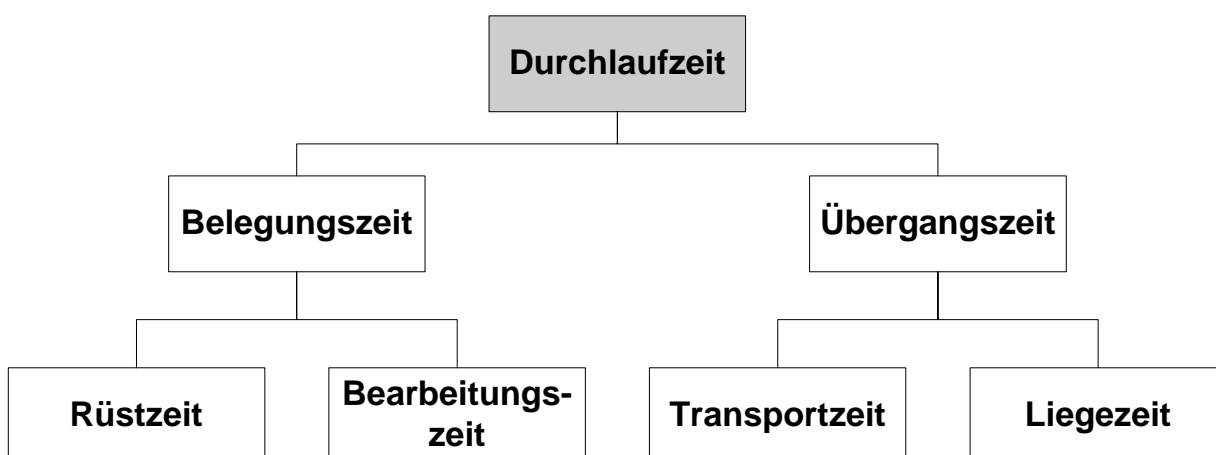 Durchlaufzeit
Belegungszeit
Übergangszeit
Rüstzeit
Bearbeitungs-
zeit
Transportzeit
Liegezeit